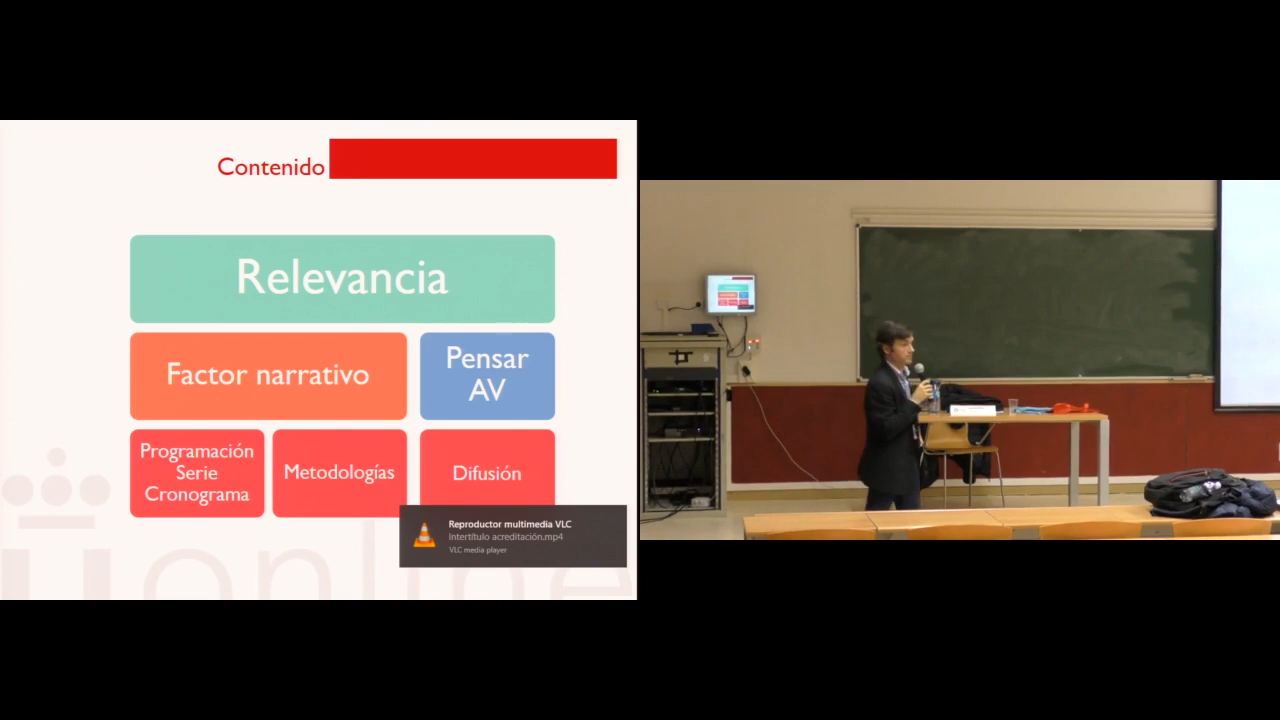 Contenido
Relevancia
Factor narrativo
Pensar
AV
Programación
Serie
Cronograma
Metodologías
Difusión
Reproductor multimedia VLC
Intertítulo acreditación.mp4
VLC media player
online